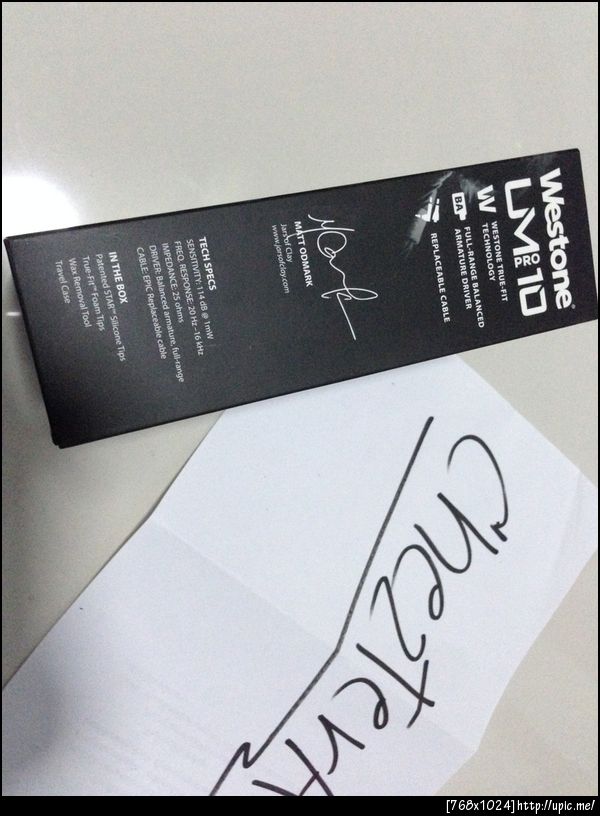 Westone®
UM PRO 10
WESTONE TRUE-FIT
TECHNOLOGY
BA
FULL-RANGE BALANCED
ARMATURE DRIVER
REPLACEABLE CABLE
MATT ODMARK
Jars of Clay
www.jarsofclay.com
TECH SPECS
SENSITIVITY: 114 dB @ 1mW
FREQ. RESPONSE: 20 Hz -16 kHz
IMPEDANCE: 25 ohms
DRIVER: Balanced armature, full-range
CABLE: EPIC Replaceable cable
IN THE BOX
Patented STAR™ Silicone Tips
True-Fit™ Foam Tips
Wax Removal Tool
Travel Case
[768x1024] http://upic.me/